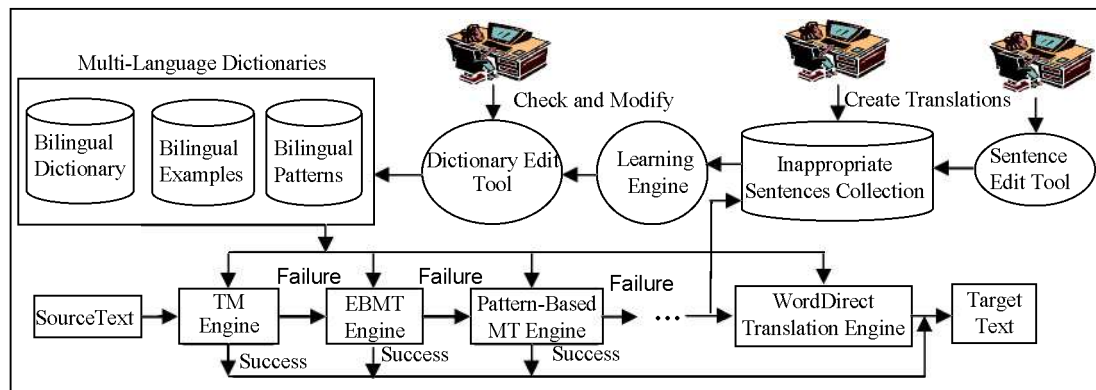 Multi-Language Dictionaries
Bilingual
Dictionary
Bilingual
Examples
Bilingual
Patterns
Check and Modify
Dictionary Edit
Tool
Learning
Engine
Create Translations
Inappropriate
Sentences Collection
Sentence
Edit Tool
SourceText
TM
Engine
Failure
EBMT
Engine
Failure
Pattern-Based
MT Engine
Failure
...
WordDirect
Translation Engine
Target
Text
Success
Success
Success